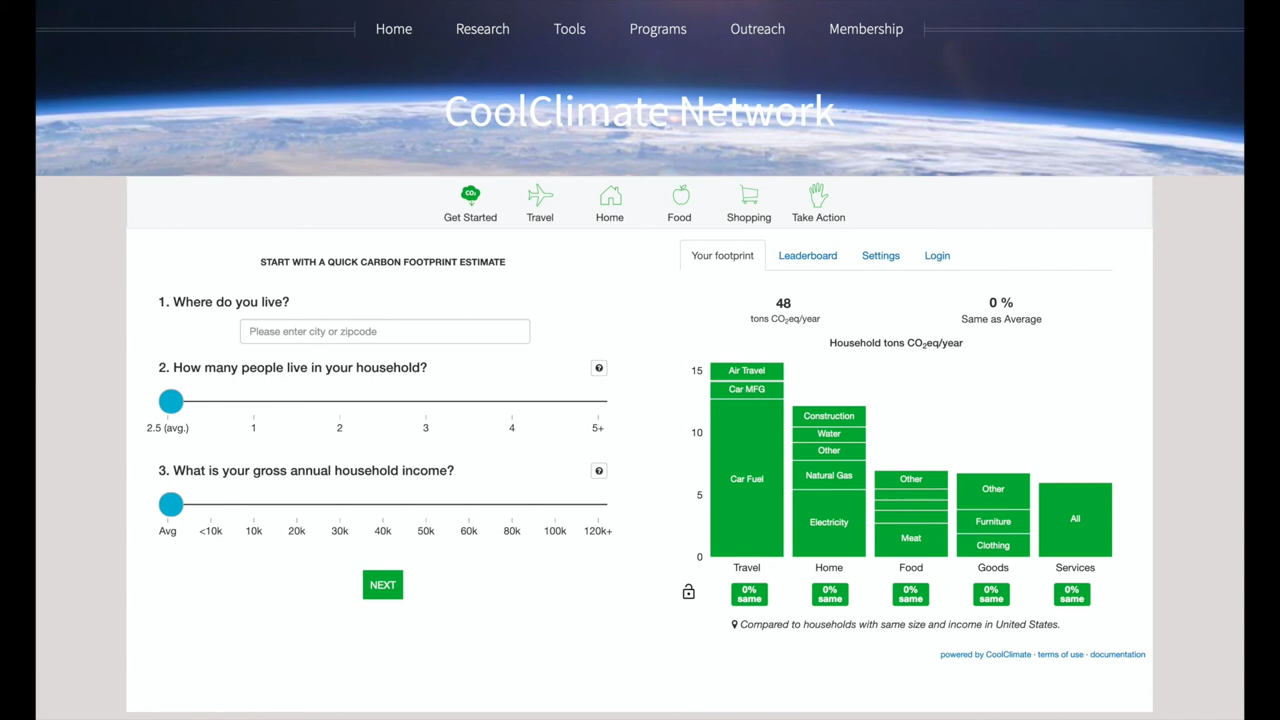 Home Research Tools Programs Outreach Membership
CoolClimate Network
CO₂
Get Started Travel Home Food Shopping Take Action
START WITH A QUICK CARBON FOOTPRINT ESTIMATE
1. Where do you live?
Please enter city or zipcode
2. How many people live in your household?
?
2.5 (avg.) 1 2 3 4 5+
3. What is your gross annual household income?
?
Avg <10k 10k 20k 30k 40k 50k 60k 80k 100k 120k+
NEXT
Your footprint Leaderboard Settings Login
48
tons CO₂eq/year
0 %
Same as Average
Household tons CO₂eq/year
15
10
5
0
Air Travel
Car MFG
Car Fuel
Construction
Water
Other
Natural Gas
Electricity
Other
Meat
Other
Furniture
Clothing
All
Travel Home Food Goods Services
0% same
0% same
0% same
0% same
0% same
Compared to households with same size and income in United States.
powered by CoolClimate · terms of use · documentation